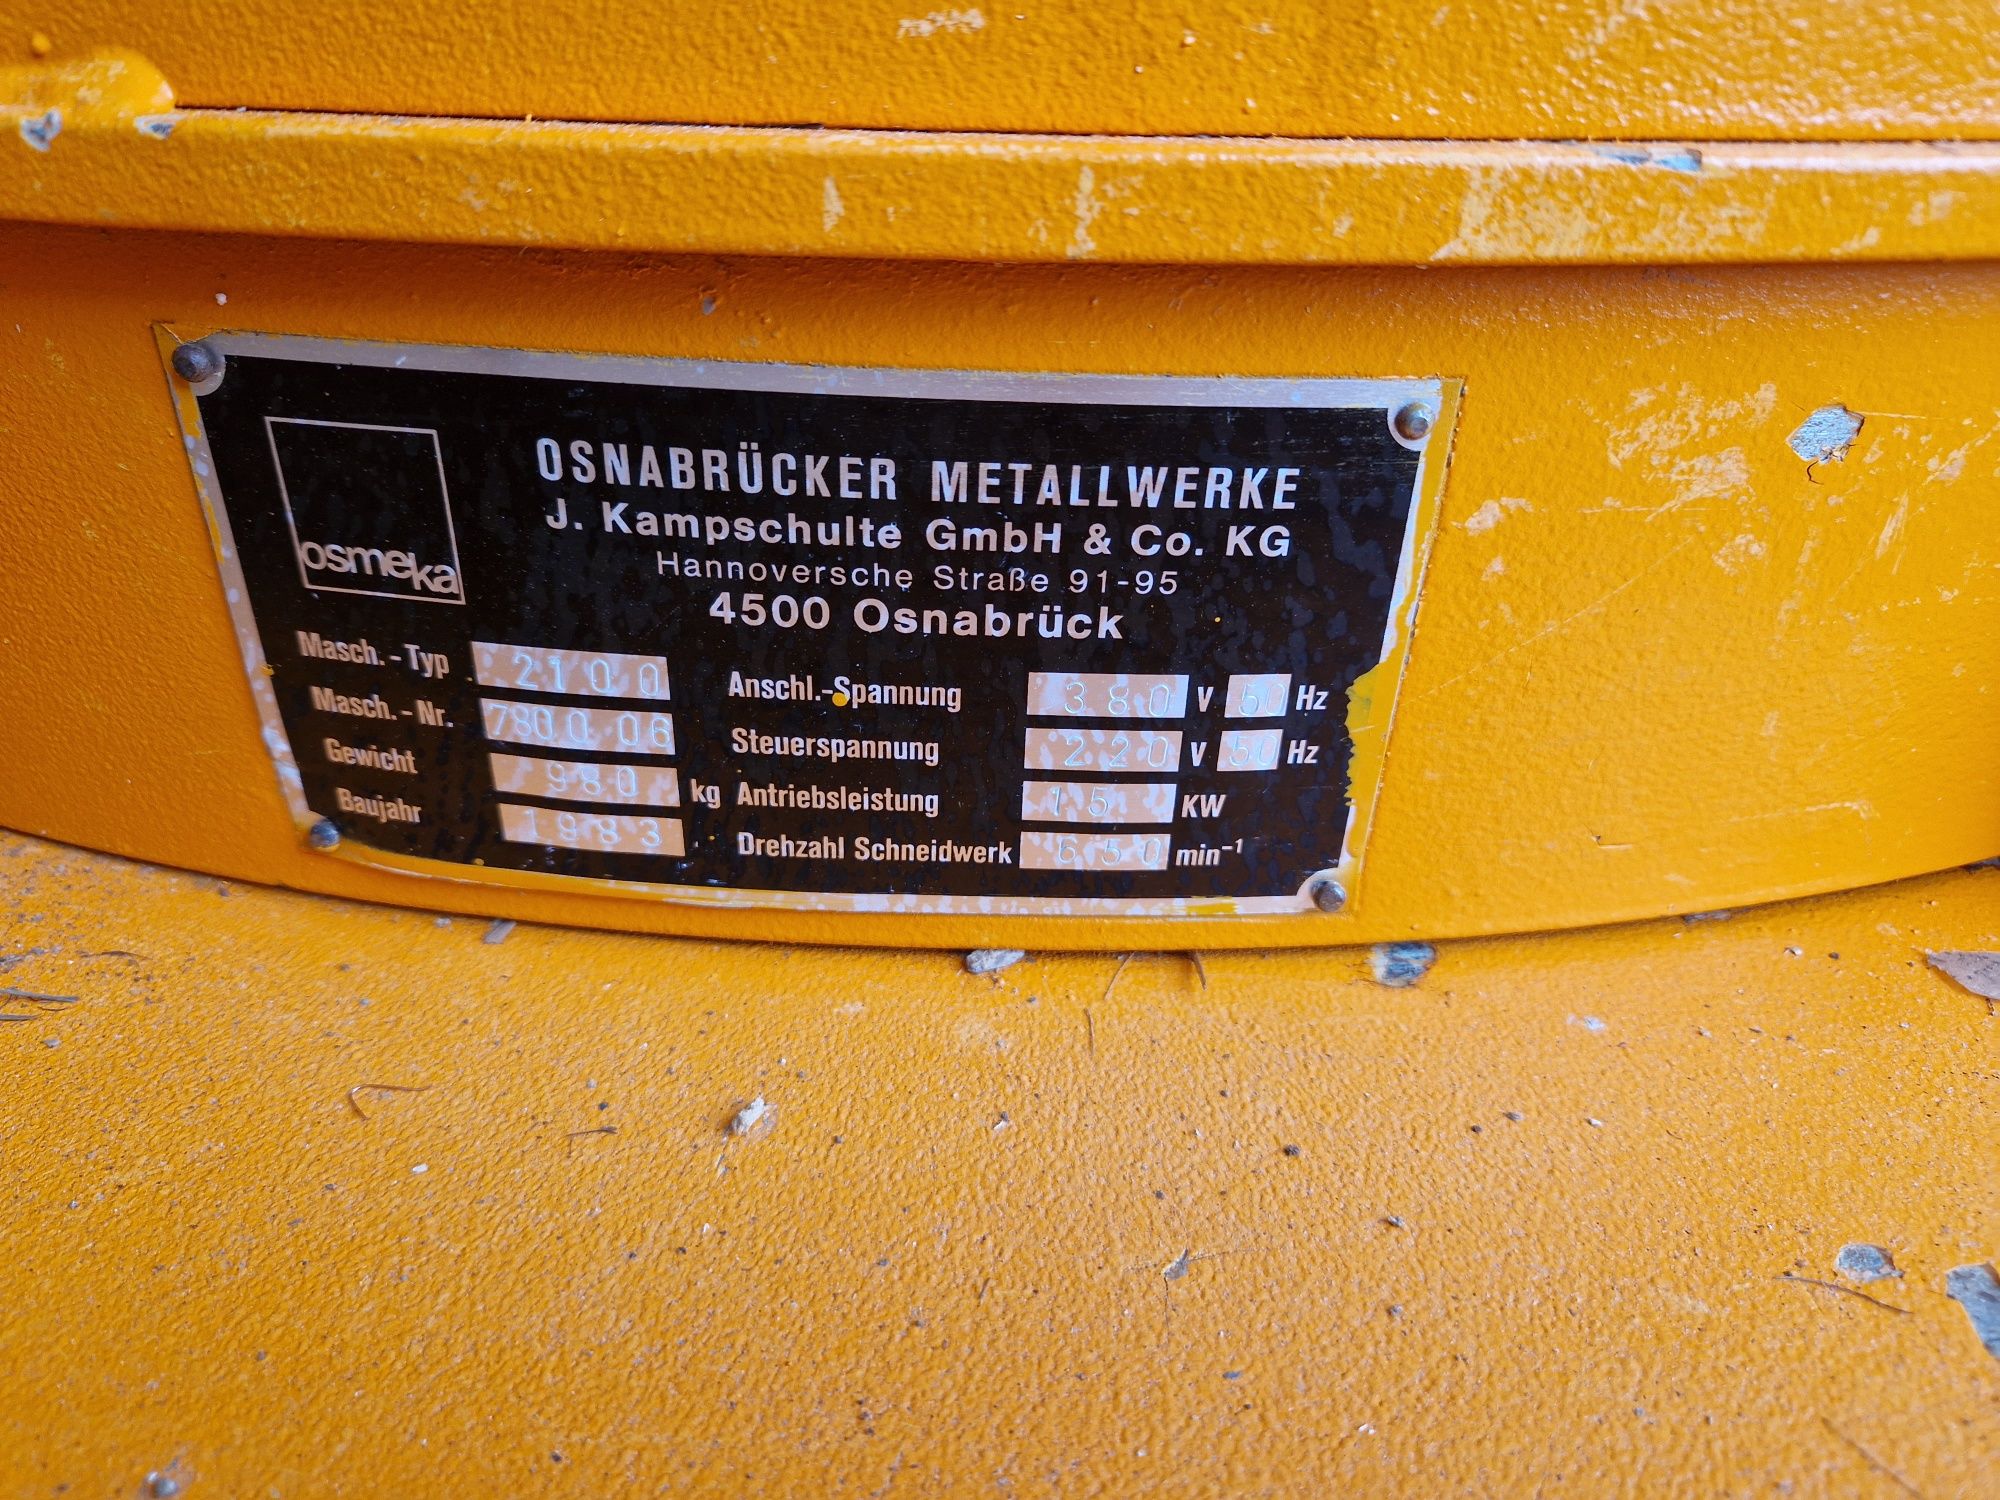 osmeka
OSNABRÜCKER METALLWERKE
J. Kampschulte GmbH & Co. KG
Hannoversche Straße 91-95
4500 Osnabrück
Masch.-Typ 2100
Masch.-Nr. 7800 06
Gewicht 980 kg
Baujahr 1983
Anschl.-Spannung 380 V 50 Hz
Steuerspannung 220 V 50 Hz
Antriebsleistung 15 KW
Drehzahl Schneidwerk 650 min⁻¹